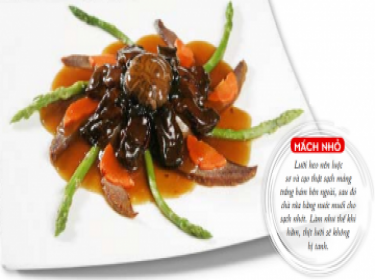 MÁCH NHỎ
Lưỡi heo nên luộc
sơ và cạo thật sạch màng
trắng bám bên ngoài, sau đó
chà rửa bằng nước muối cho
sạch nhớt. Làm như thế khi
hầm, thịt lưỡi sẽ không
bị tanh.